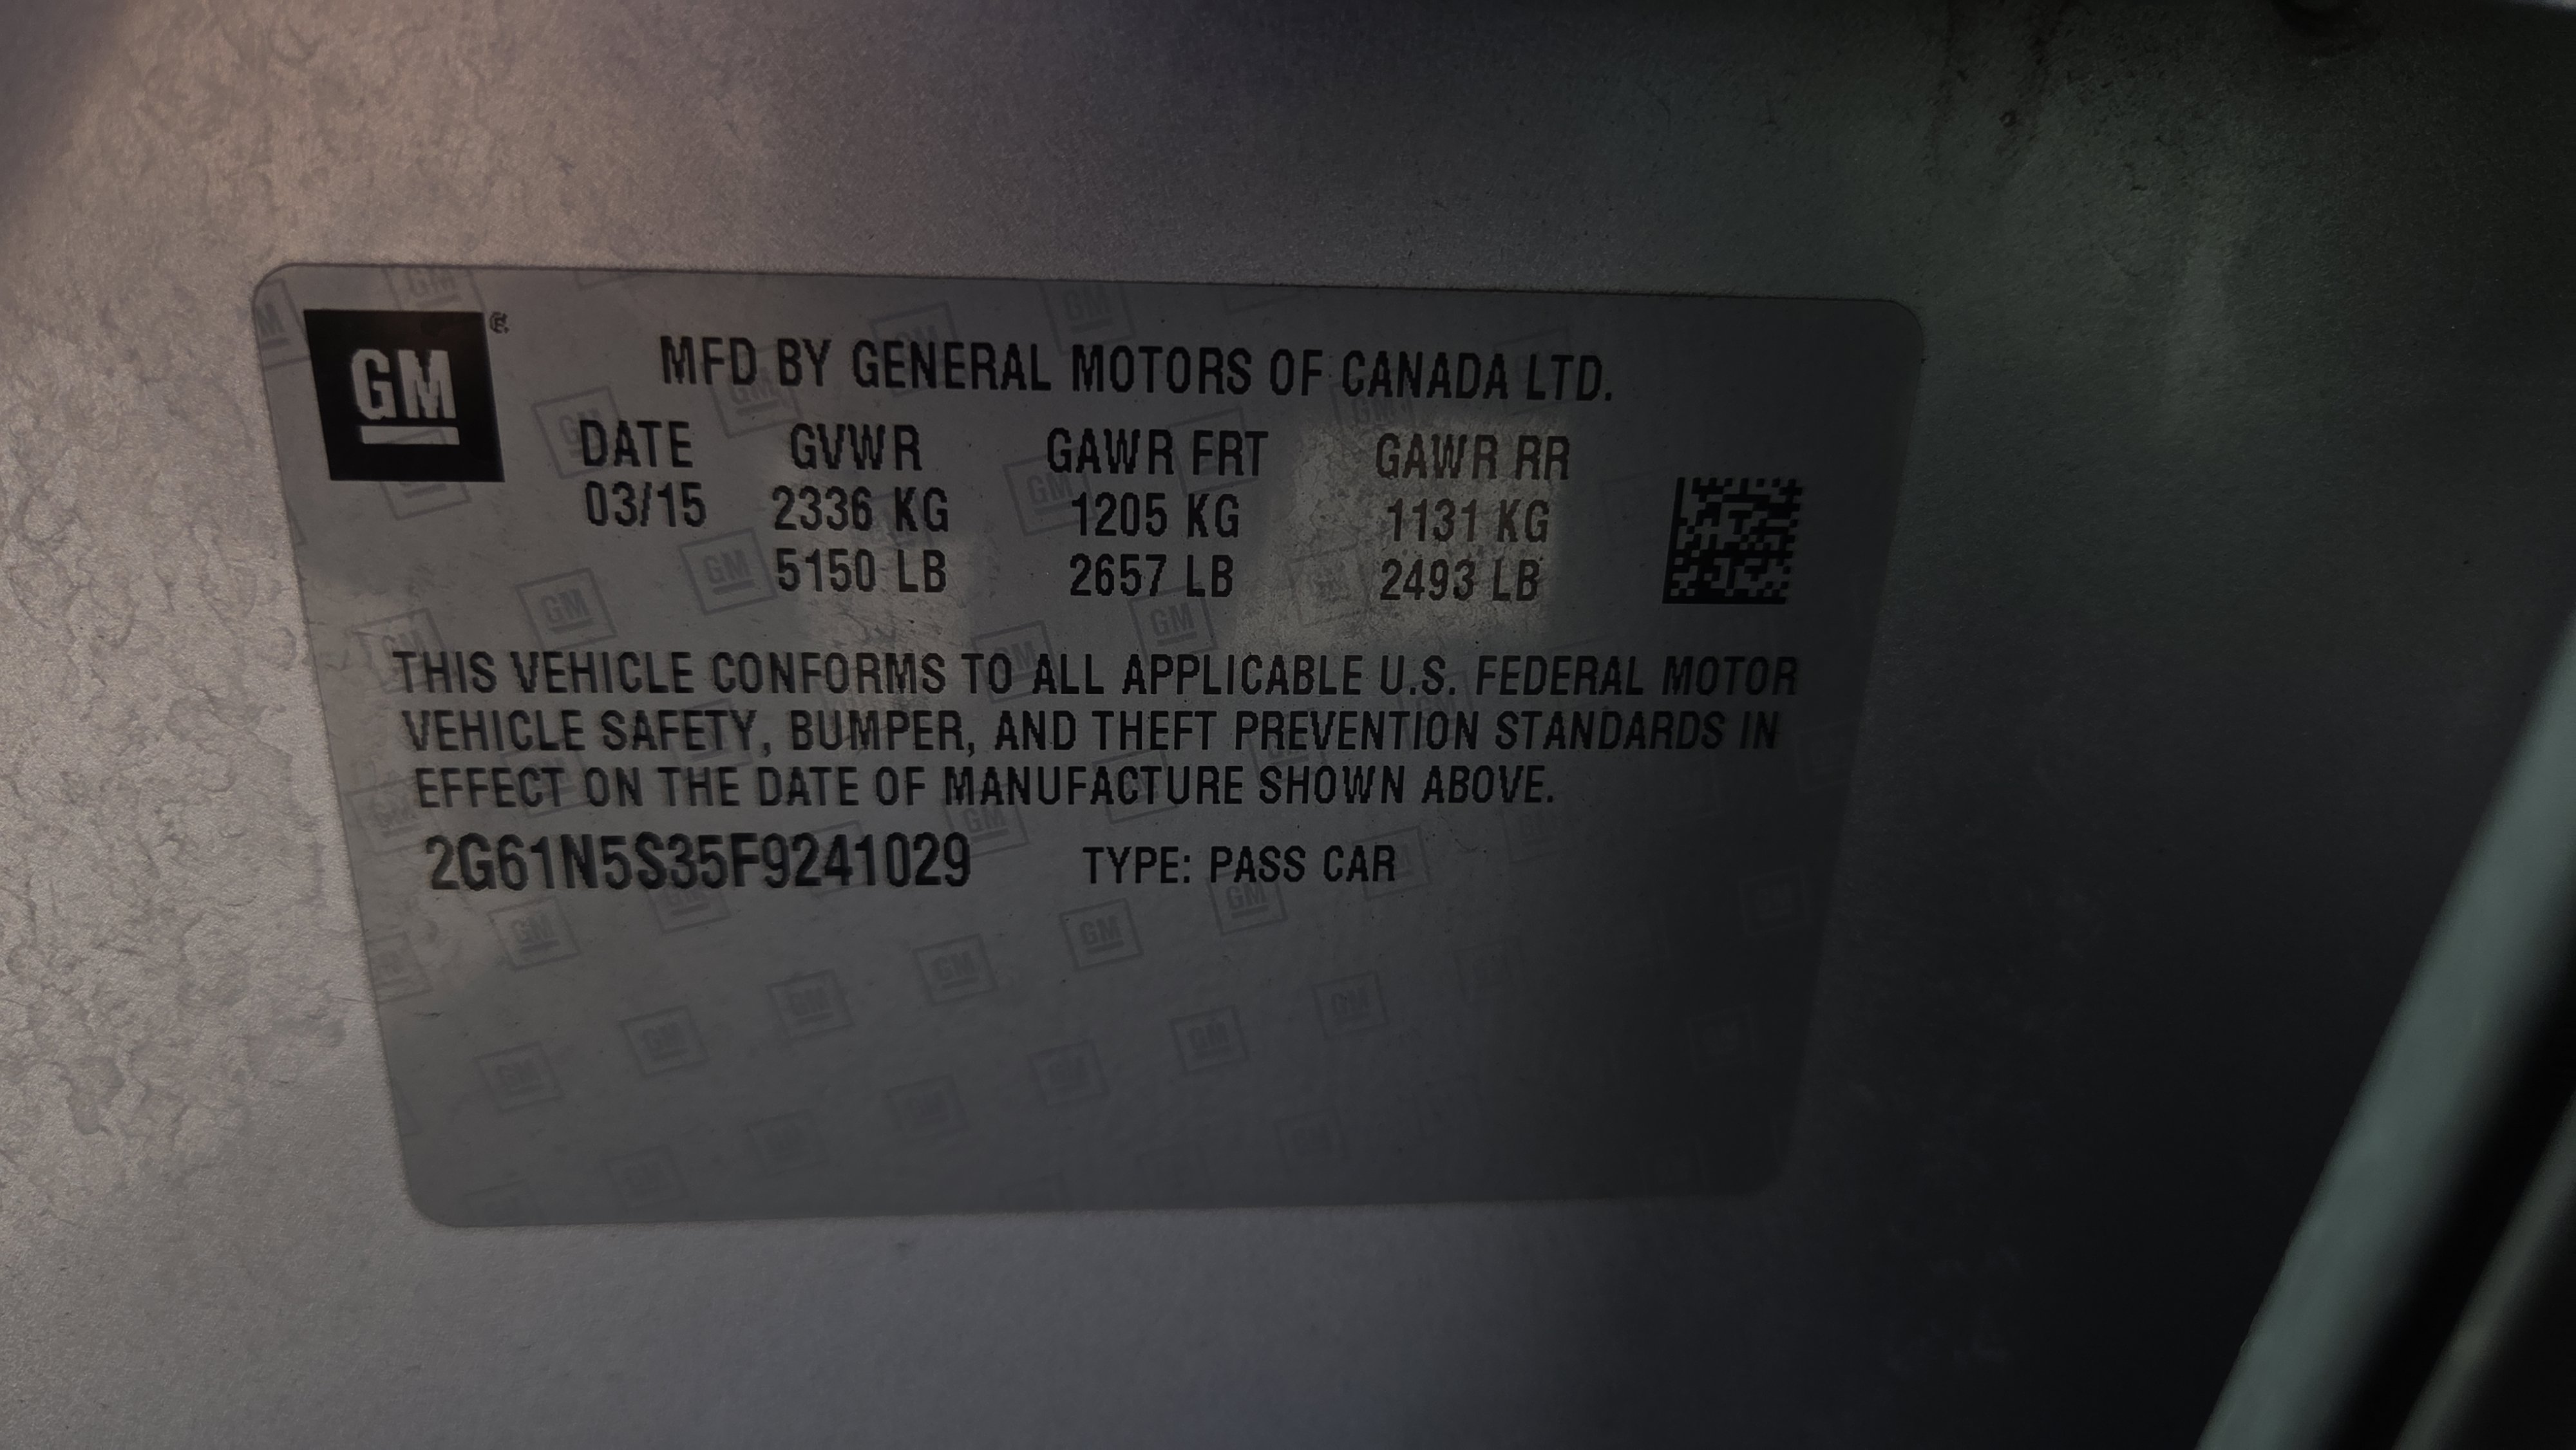 GM
MFD BY GENERAL MOTORS OF CANADA LTD.
DATE GVWR GAWR FRT GAWR RR
03/15 2336 KG 1205 KG 1131 KG
5150 LB 2657 LB 2493 LB
THIS VEHICLE CONFORMS TO ALL APPLICABLE U.S. FEDERAL MOTOR
VEHICLE SAFETY, BUMPER, AND THEFT PREVENTION STANDARDS IN
EFFECT ON THE DATE OF MANUFACTURE SHOWN ABOVE.
2G61N5S35F9241029 TYPE: PASS CAR